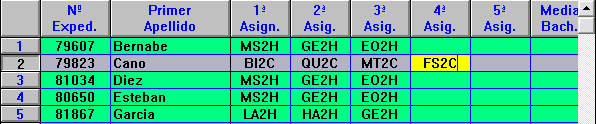 Nº Primer 1ª 2ª 3ª 4ª 5ª Media
Exped. Apellido Asign. Asig. Asig. Asig. Asig. Bach.
1 79607 Bernabe MS2H GE2H EO2H
2 79823 Cano BI2C QU2C MT2C FS2C
3 81034 Diez MS2H GE2H EO2H
4 80650 Esteban MS2H GE2H EO2H
5 81867 Garcia LA2H HA2H GE2H